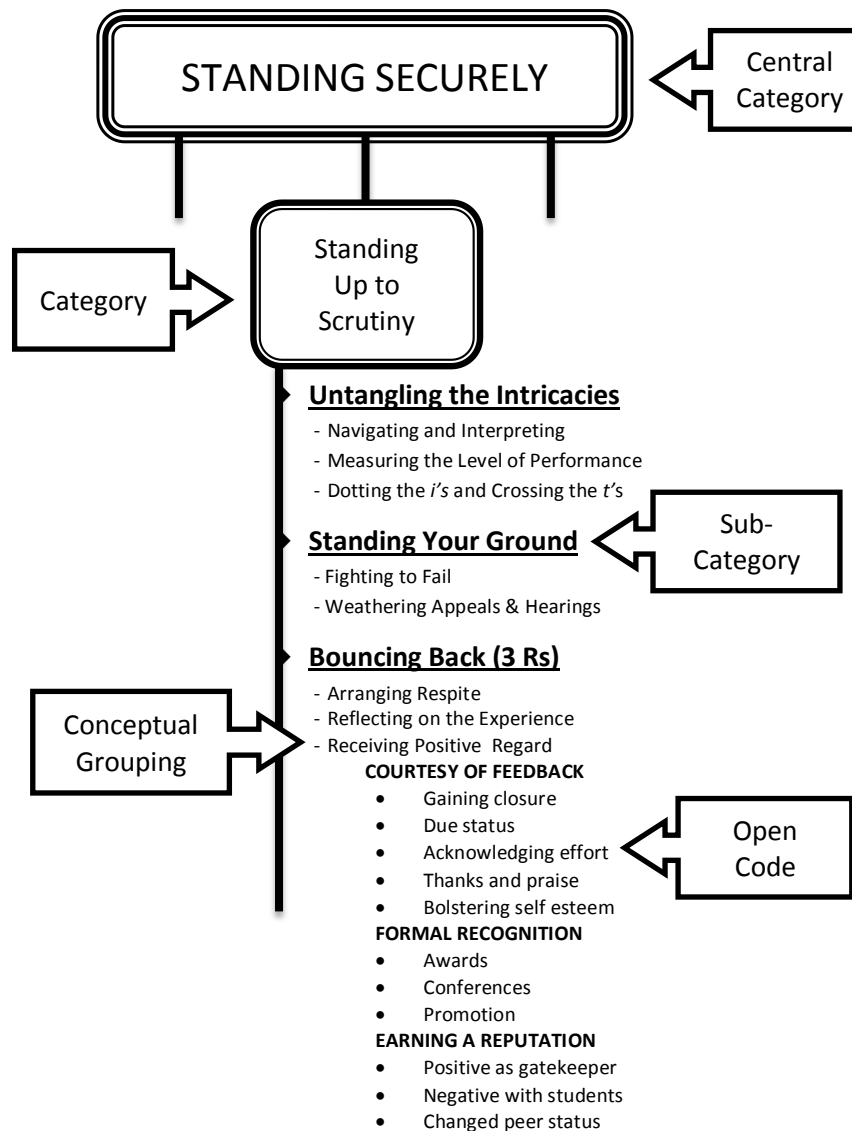 STANDING SECURELY
Central
Category
Standing
Up to
Scrutiny
Category
Untangling the Intricacies
- Navigating and Interpreting
- Measuring the Level of Performance
- Dotting the i's and Crossing the t's
Standing Your Ground
Sub-
Category
- Fighting to Fail
- Weathering Appeals & Hearings
Bouncing Back (3 Rs)
- Arranging Respite
- Reflecting on the Experience
- Receiving Positive Regard
Conceptual
Grouping
COURTESY OF FEEDBACK
• Gaining closure
• Due status
• Acknowledging effort
• Thanks and praise
• Bolstering self esteem
Open
Code
FORMAL RECOGNITION
• Awards
• Conferences
• Promotion
EARNING A REPUTATION
• Positive as gatekeeper
• Negative with students
• Changed peer status